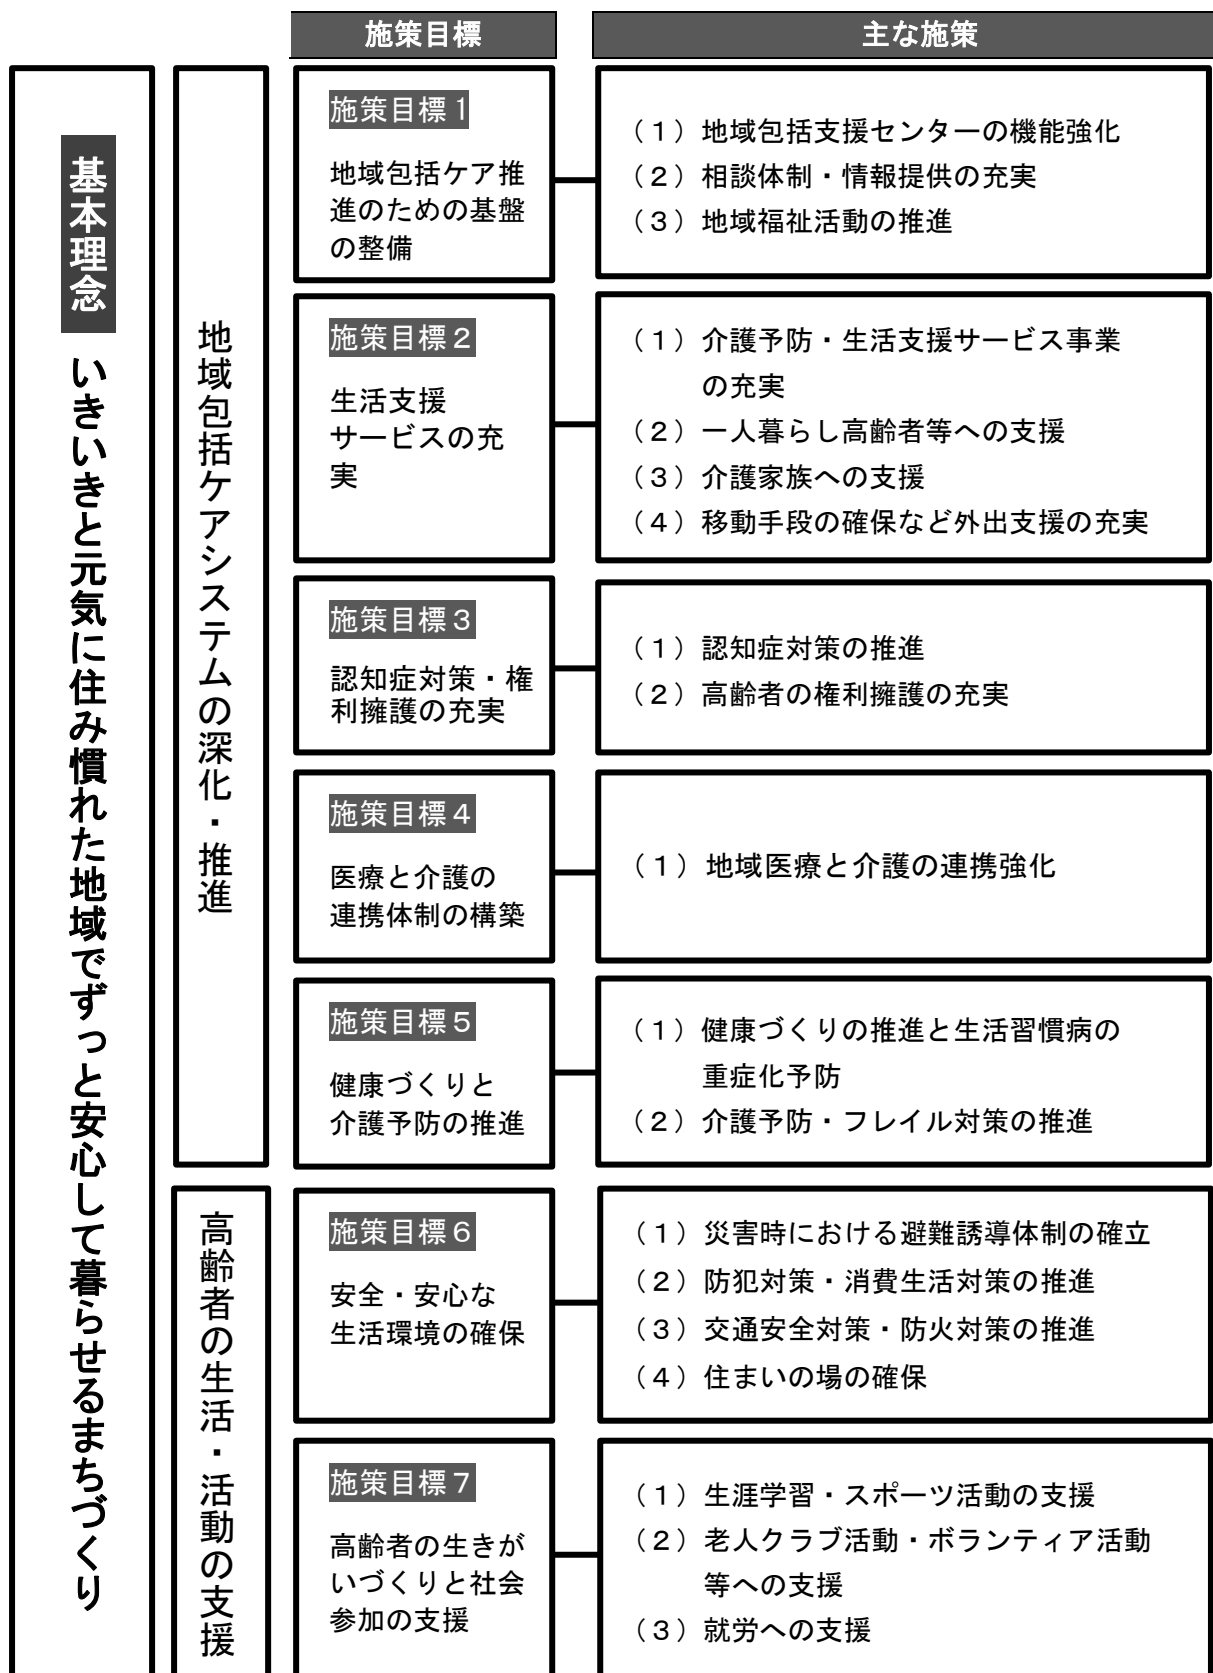 施策目標
主な施策
基本理念
いきいきと元気に住み慣れた地域でずっと安心して暮らせるまちづくり
地域包括ケアシステムの深化・推進
施策目標1
地域包括ケア推
進のための基盤
の整備
（1）地域包括支援センターの機能強化
（2）相談体制・情報提供の充実
（3）地域福祉活動の推進
施策目標2
生活支援
サービスの充
実
（1）介護予防・生活支援サービス事業
の充実
（2）一人暮らし高齢者等への支援
（3）介護家族への支援
（4）移動手段の確保など外出支援の充実
施策目標3
認知症対策・権
利擁護の充実
（1）認知症対策の推進
（2）高齢者の権利擁護の充実
施策目標4
医療と介護の
連携体制の構築
（1）地域医療と介護の連携強化
施策目標5
健康づくりと
介護予防の推進
（1）健康づくりの推進と生活習慣病の
重症化予防
（2）介護予防・フレイル対策の推進
高齢者の生活・活動の支援
施策目標6
安全・安心な
生活環境の確保
（1）災害時における避難誘導体制の確立
（2）防犯対策・消費生活対策の推進
（3）交通安全対策・防火対策の推進
（4）住まいの場の確保
施策目標7
高齢者の生きが
いづくりと社会
参加の支援
（1）生涯学習・スポーツ活動の支援
（2）老人クラブ活動・ボランティア活動
等への支援
（3）就労への支援